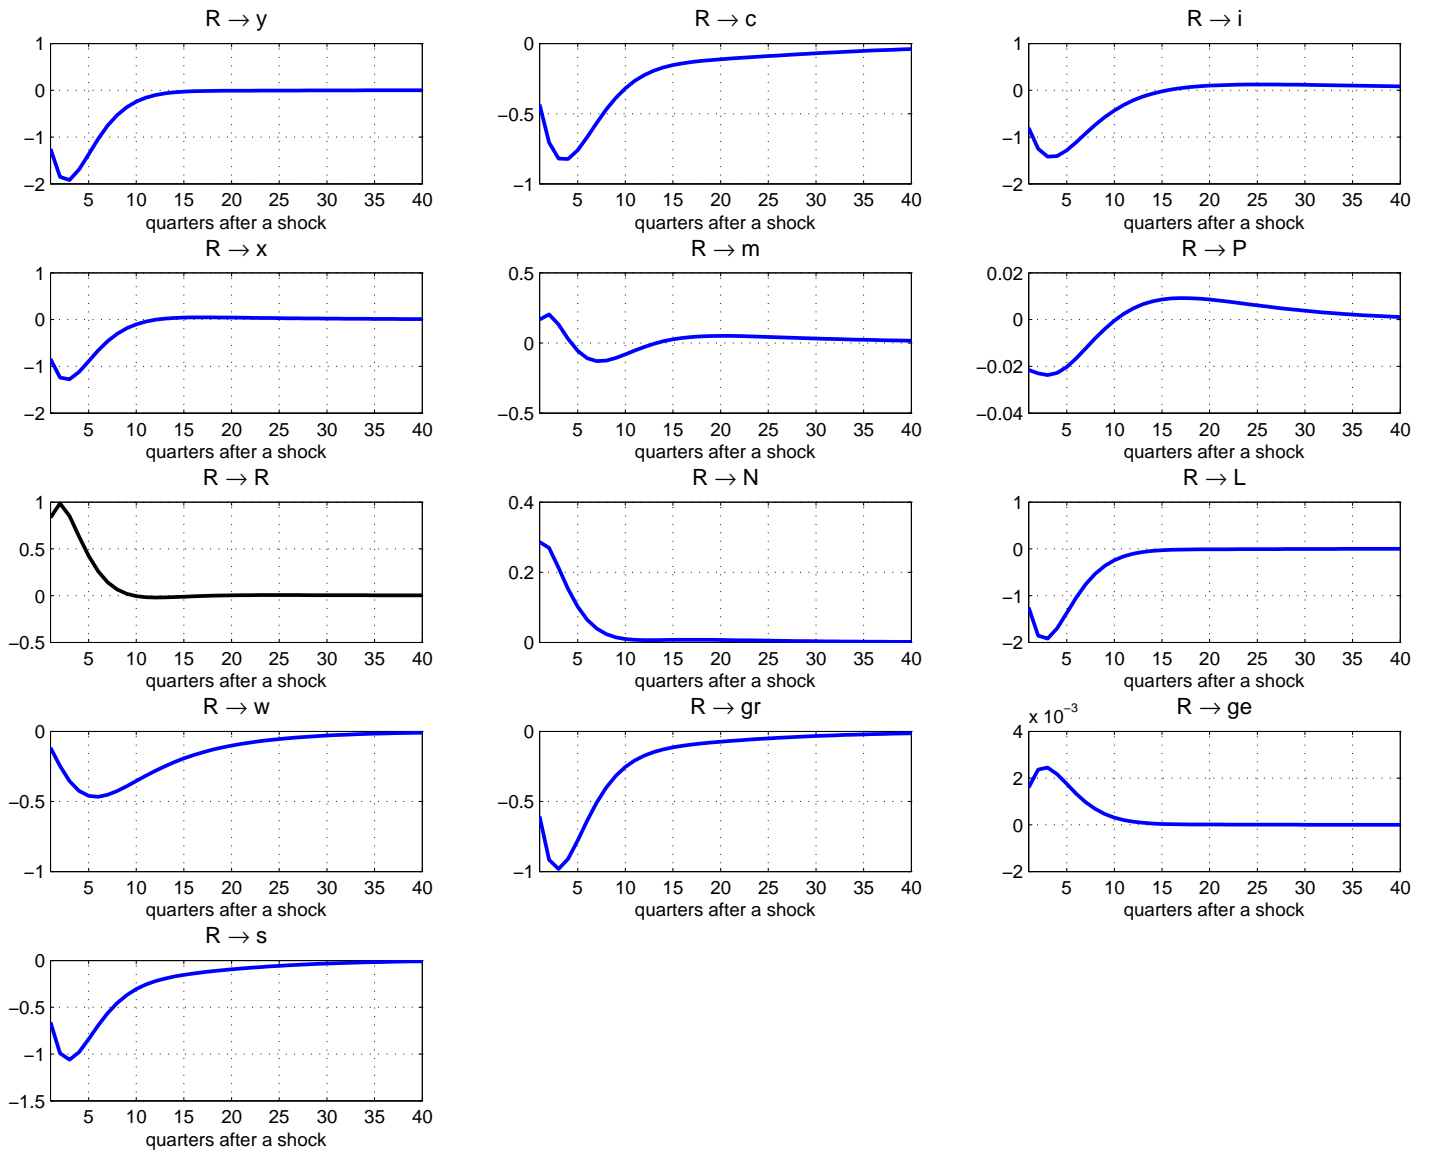 R → y
1
0
−1
−2
5 10 15 20 25 30 35 40
quarters after a shock
R → c
0
−0.5
−1
5 10 15 20 25 30 35 40
quarters after a shock
R → i
1
0
−1
−2
5 10 15 20 25 30 35 40
quarters after a shock
R → x
1
0
−1
−2
5 10 15 20 25 30 35 40
quarters after a shock
R → m
0.5
0
−0.5
5 10 15 20 25 30 35 40
quarters after a shock
R → P
0.02
0
−0.02
−0.04
5 10 15 20 25 30 35 40
quarters after a shock
R → R
1
0.5
0
−0.5
5 10 15 20 25 30 35 40
quarters after a shock
R → N
0.4
0.2
0
5 10 15 20 25 30 35 40
quarters after a shock
R → L
1
0
−1
−2
5 10 15 20 25 30 35 40
quarters after a shock
R → w
0
−0.5
−1
5 10 15 20 25 30 35 40
quarters after a shock
R → gr
0
−0.5
−1
5 10 15 20 25 30 35 40
quarters after a shock
R → ge
x 10⁻³
4
2
0
−2
5 10 15 20 25 30 35 40
quarters after a shock
R → s
0
−0.5
−1
−1.5
5 10 15 20 25 30 35 40
quarters after a shock